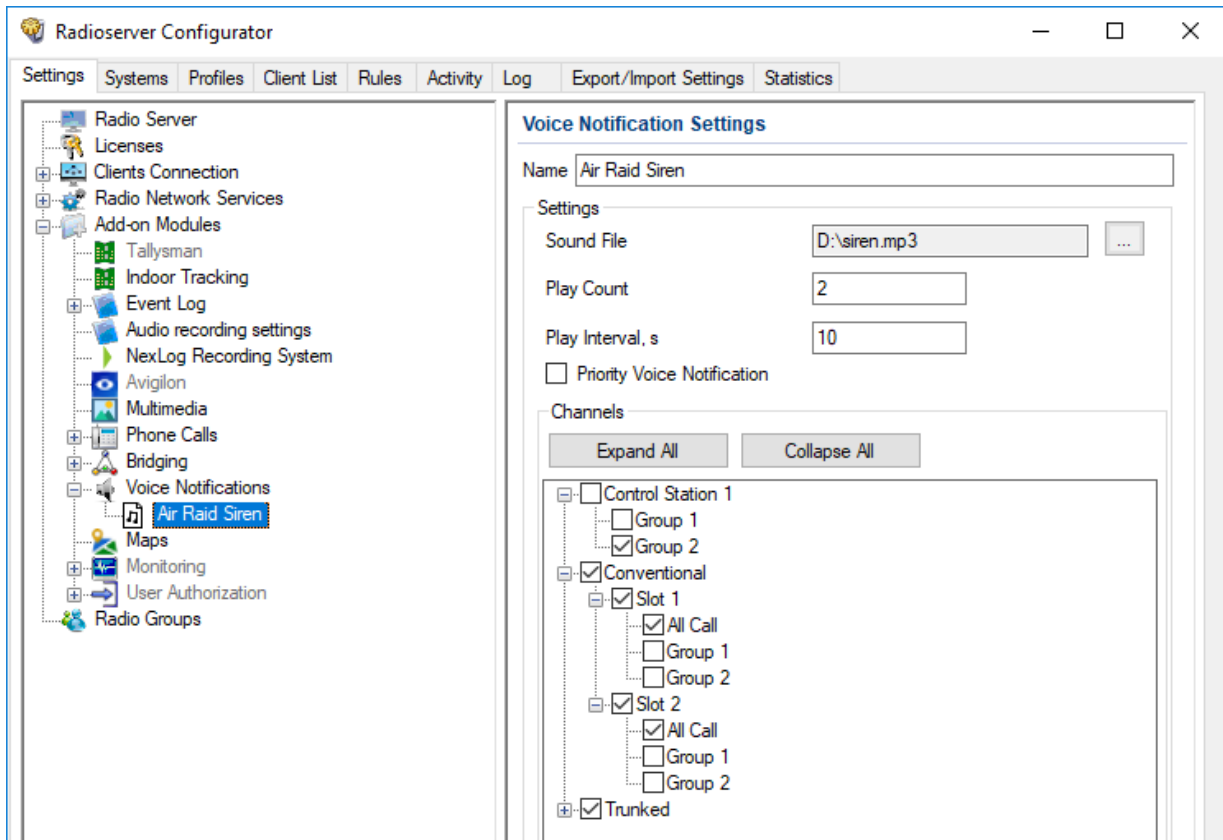 Radioserver Configurator
Settings Systems Profiles Client List Rules Activity Log Export/Import Settings Statistics
Radio Server
Licenses
Clients Connection
Radio Network Services
Add-on Modules
Tallysman
Indoor Tracking
Event Log
Audio recording settings
NexLog Recording System
Avigilon
Multimedia
Phone Calls
Bridging
Voice Notifications
Air Raid Siren
Maps
Monitoring
User Authorization
Radio Groups
Voice Notification Settings
Name Air Raid Siren
Settings
Sound File D:\siren.mp3 ...
Play Count 2
Play Interval, s 10
Priority Voice Notification
Channels
Expand All Collapse All
Control Station 1
Group 1
Group 2
Conventional
Slot 1
All Call
Group 1
Group 2
Slot 2
All Call
Group 1
Group 2
Trunked